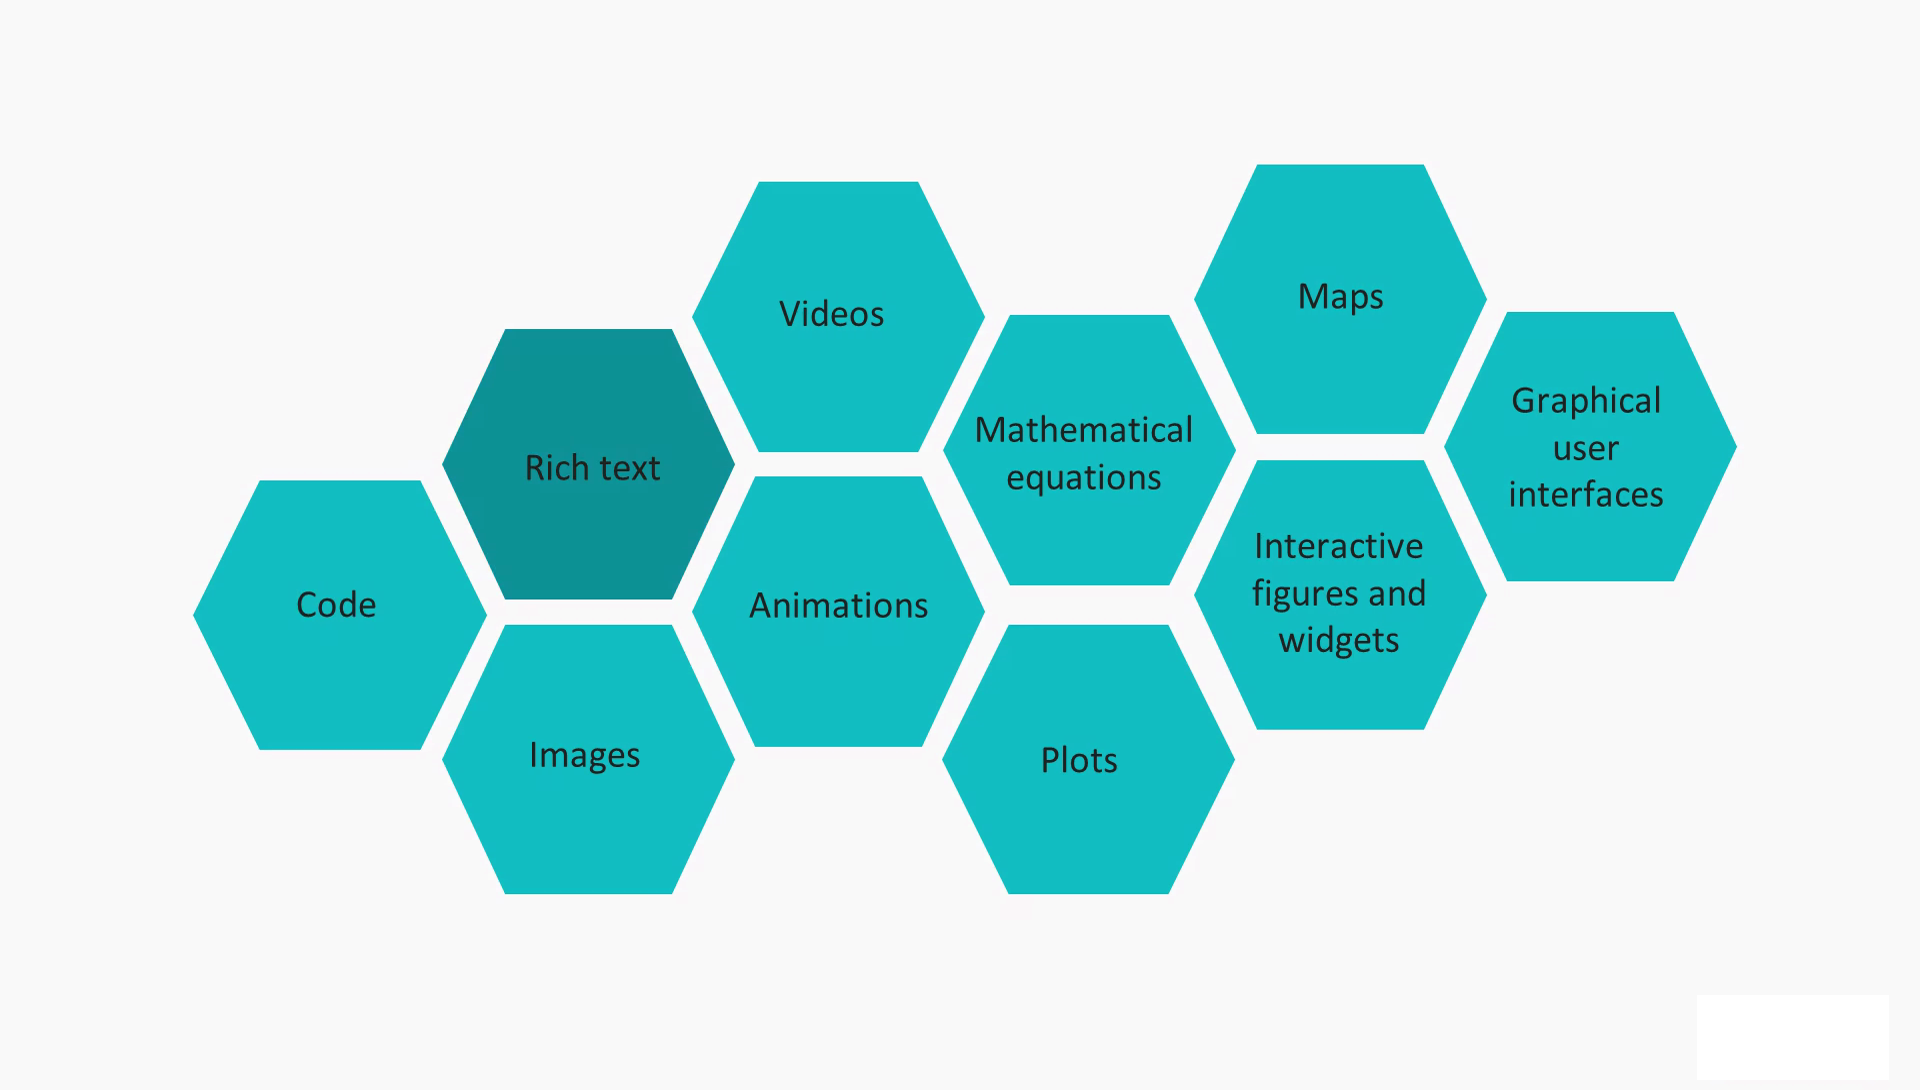 Videos
Maps
Rich text
Mathematical
equations
Graphical
user
interfaces
Code
Animations
Interactive
figures and
widgets
Images
Plots